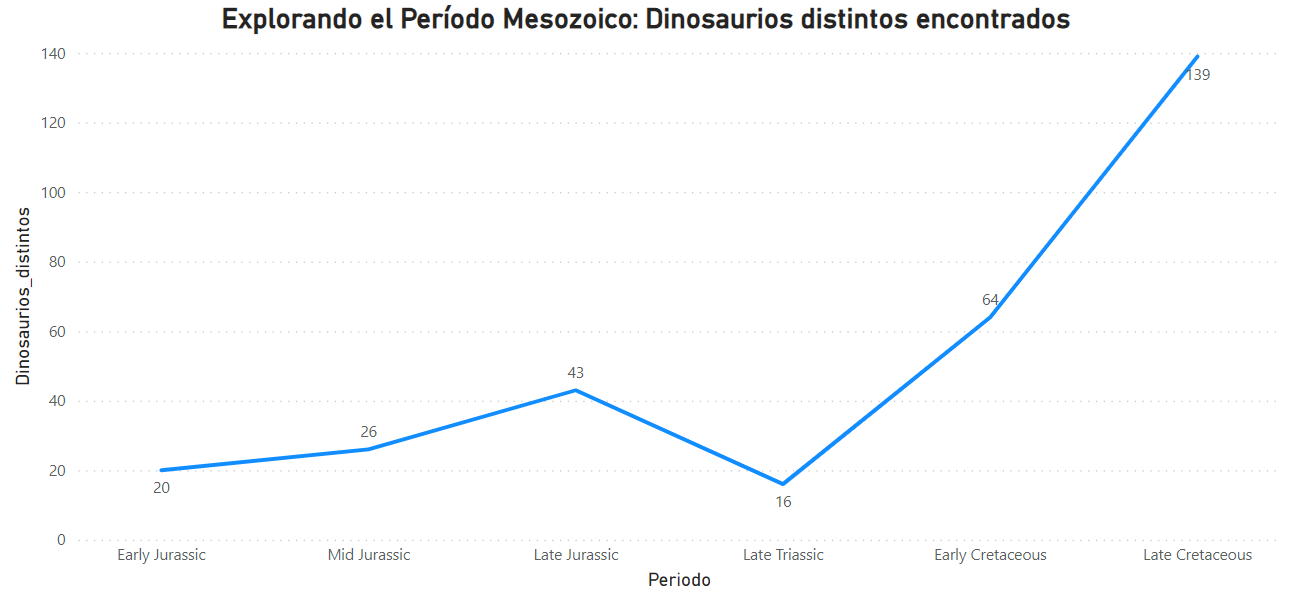 Explorando el Período Mesozoico: Dinosaurios distintos encontrados
Dinosaurios_distintos
140
120
100
80
60
40
20
0
20
26
43
16
64
139
Early Jurassic
Mid Jurassic
Late Jurassic
Late Triassic
Early Cretaceous
Late Cretaceous
Periodo